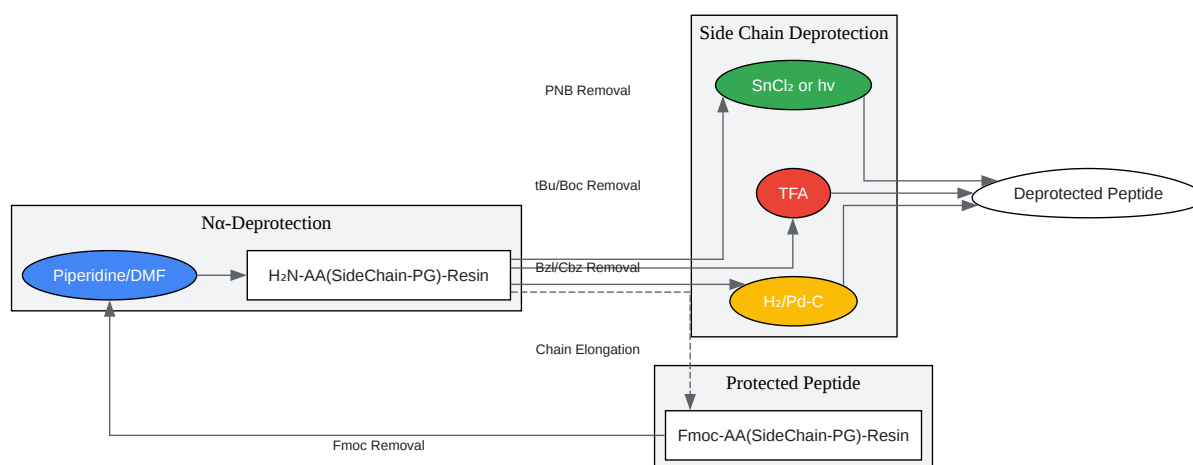 Side Chain Deprotection
SnCl₂ or hv
PNB Removal
tBu/Boc Removal
TFA
Deprotected Peptide
Nα-Deprotection
Piperidine/DMF
H₂N-AA(SideChain-PG)-Resin
Bzl/Cbz Removal
H₂/Pd-C
Chain Elongation
Protected Peptide
Fmoc-AA(SideChain-PG)-Resin
Fmoc Removal